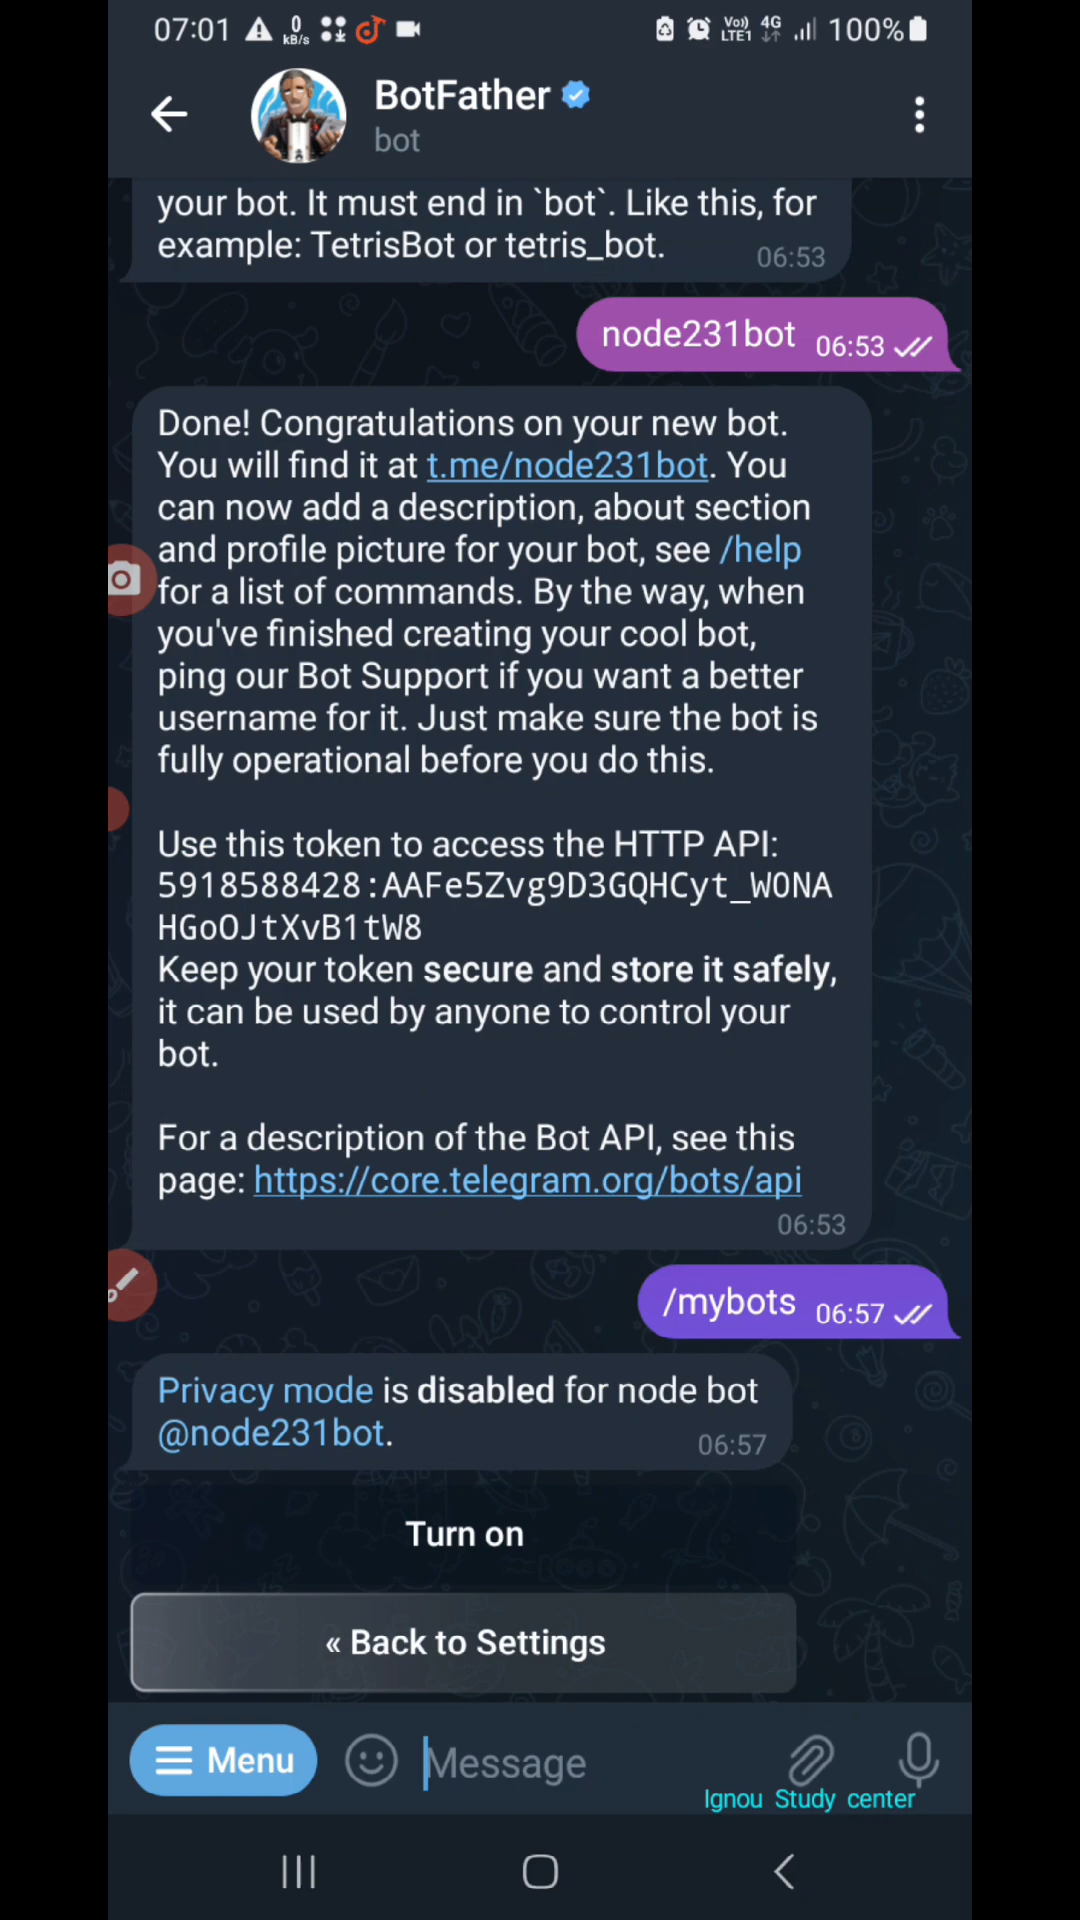 07:01 0 kB/s Vo)) LTE1 4G 100%
BotFather
bot
your bot. It must end in `bot`. Like this, for
example: TetrisBot or tetris_bot. 06:53
node231bot 06:53
Done! Congratulations on your new bot.
You will find it at t.me/node231bot. You
can now add a description, about section
and profile picture for your bot, see /help
for a list of commands. By the way, when
you've finished creating your cool bot,
ping our Bot Support if you want a better
username for it. Just make sure the bot is
fully operational before you do this.
Use this token to access the HTTP API:
5918588428:AAFe5Zvg9D3GQHCyt_W0NA
HGoOJtXvB1tW8
Keep your token secure and store it safely,
it can be used by anyone to control your
bot.
For a description of the Bot API, see this
page: https://core.telegram.org/bots/api
06:53
/mybots 06:57
Privacy mode is disabled for node bot
@node231bot. 06:57
Turn on
« Back to Settings
Menu Message
Ignou Study center